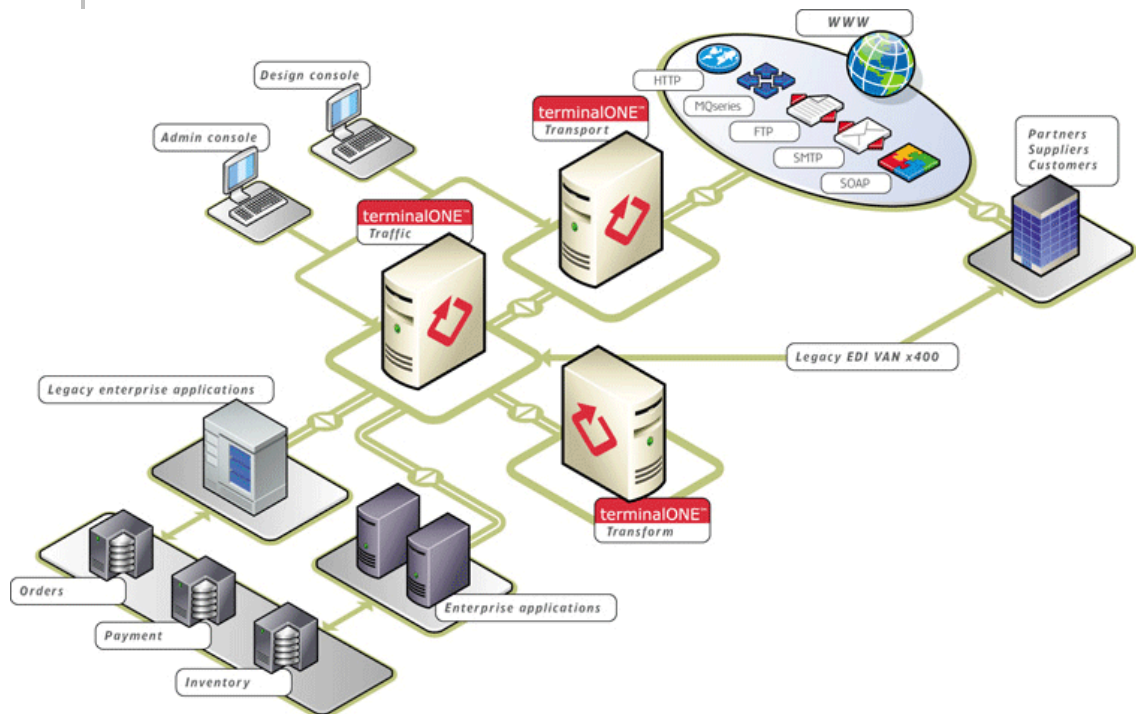 WWW
Design console
HTTP
MQseries
FTP
SMTP
SOAP
terminalONE™
Transport
Admin console
Partners
Suppliers
Customers
terminalONE™
Traffic
Legacy EDI VAN x400
Legacy enterprise applications
terminalONE™
Transform
Orders
Enterprise applications
Payment
Inventory